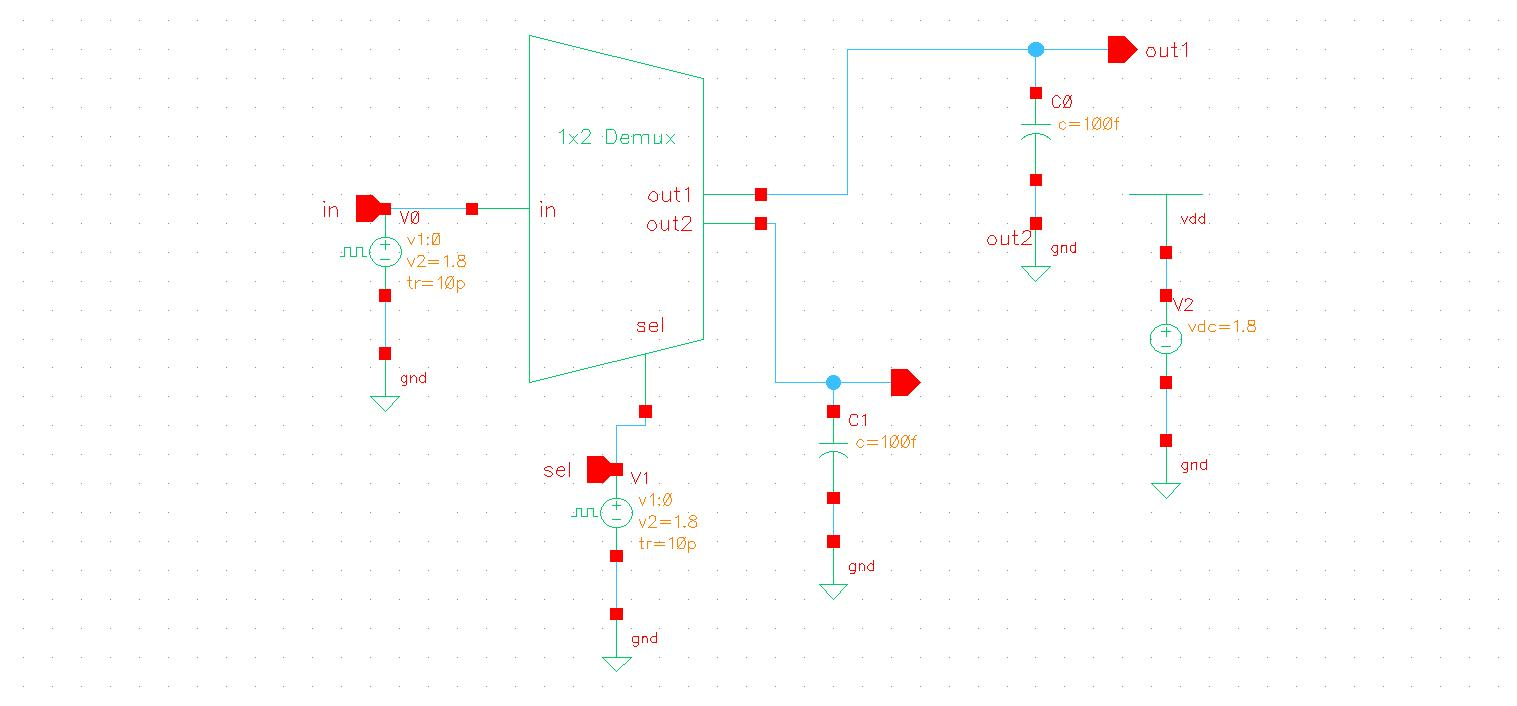 out1
C0
c=100f
1x2 Demux
out1
in
in
V0
vdd
out2
out2
gnd
v1:0
v2=1.8
tr=10p
V2
vdc=1.8
sel
gnd
C1
c=100f
gnd
sel
V1
v1:0
v2=1.8
tr=10p
gnd
gnd